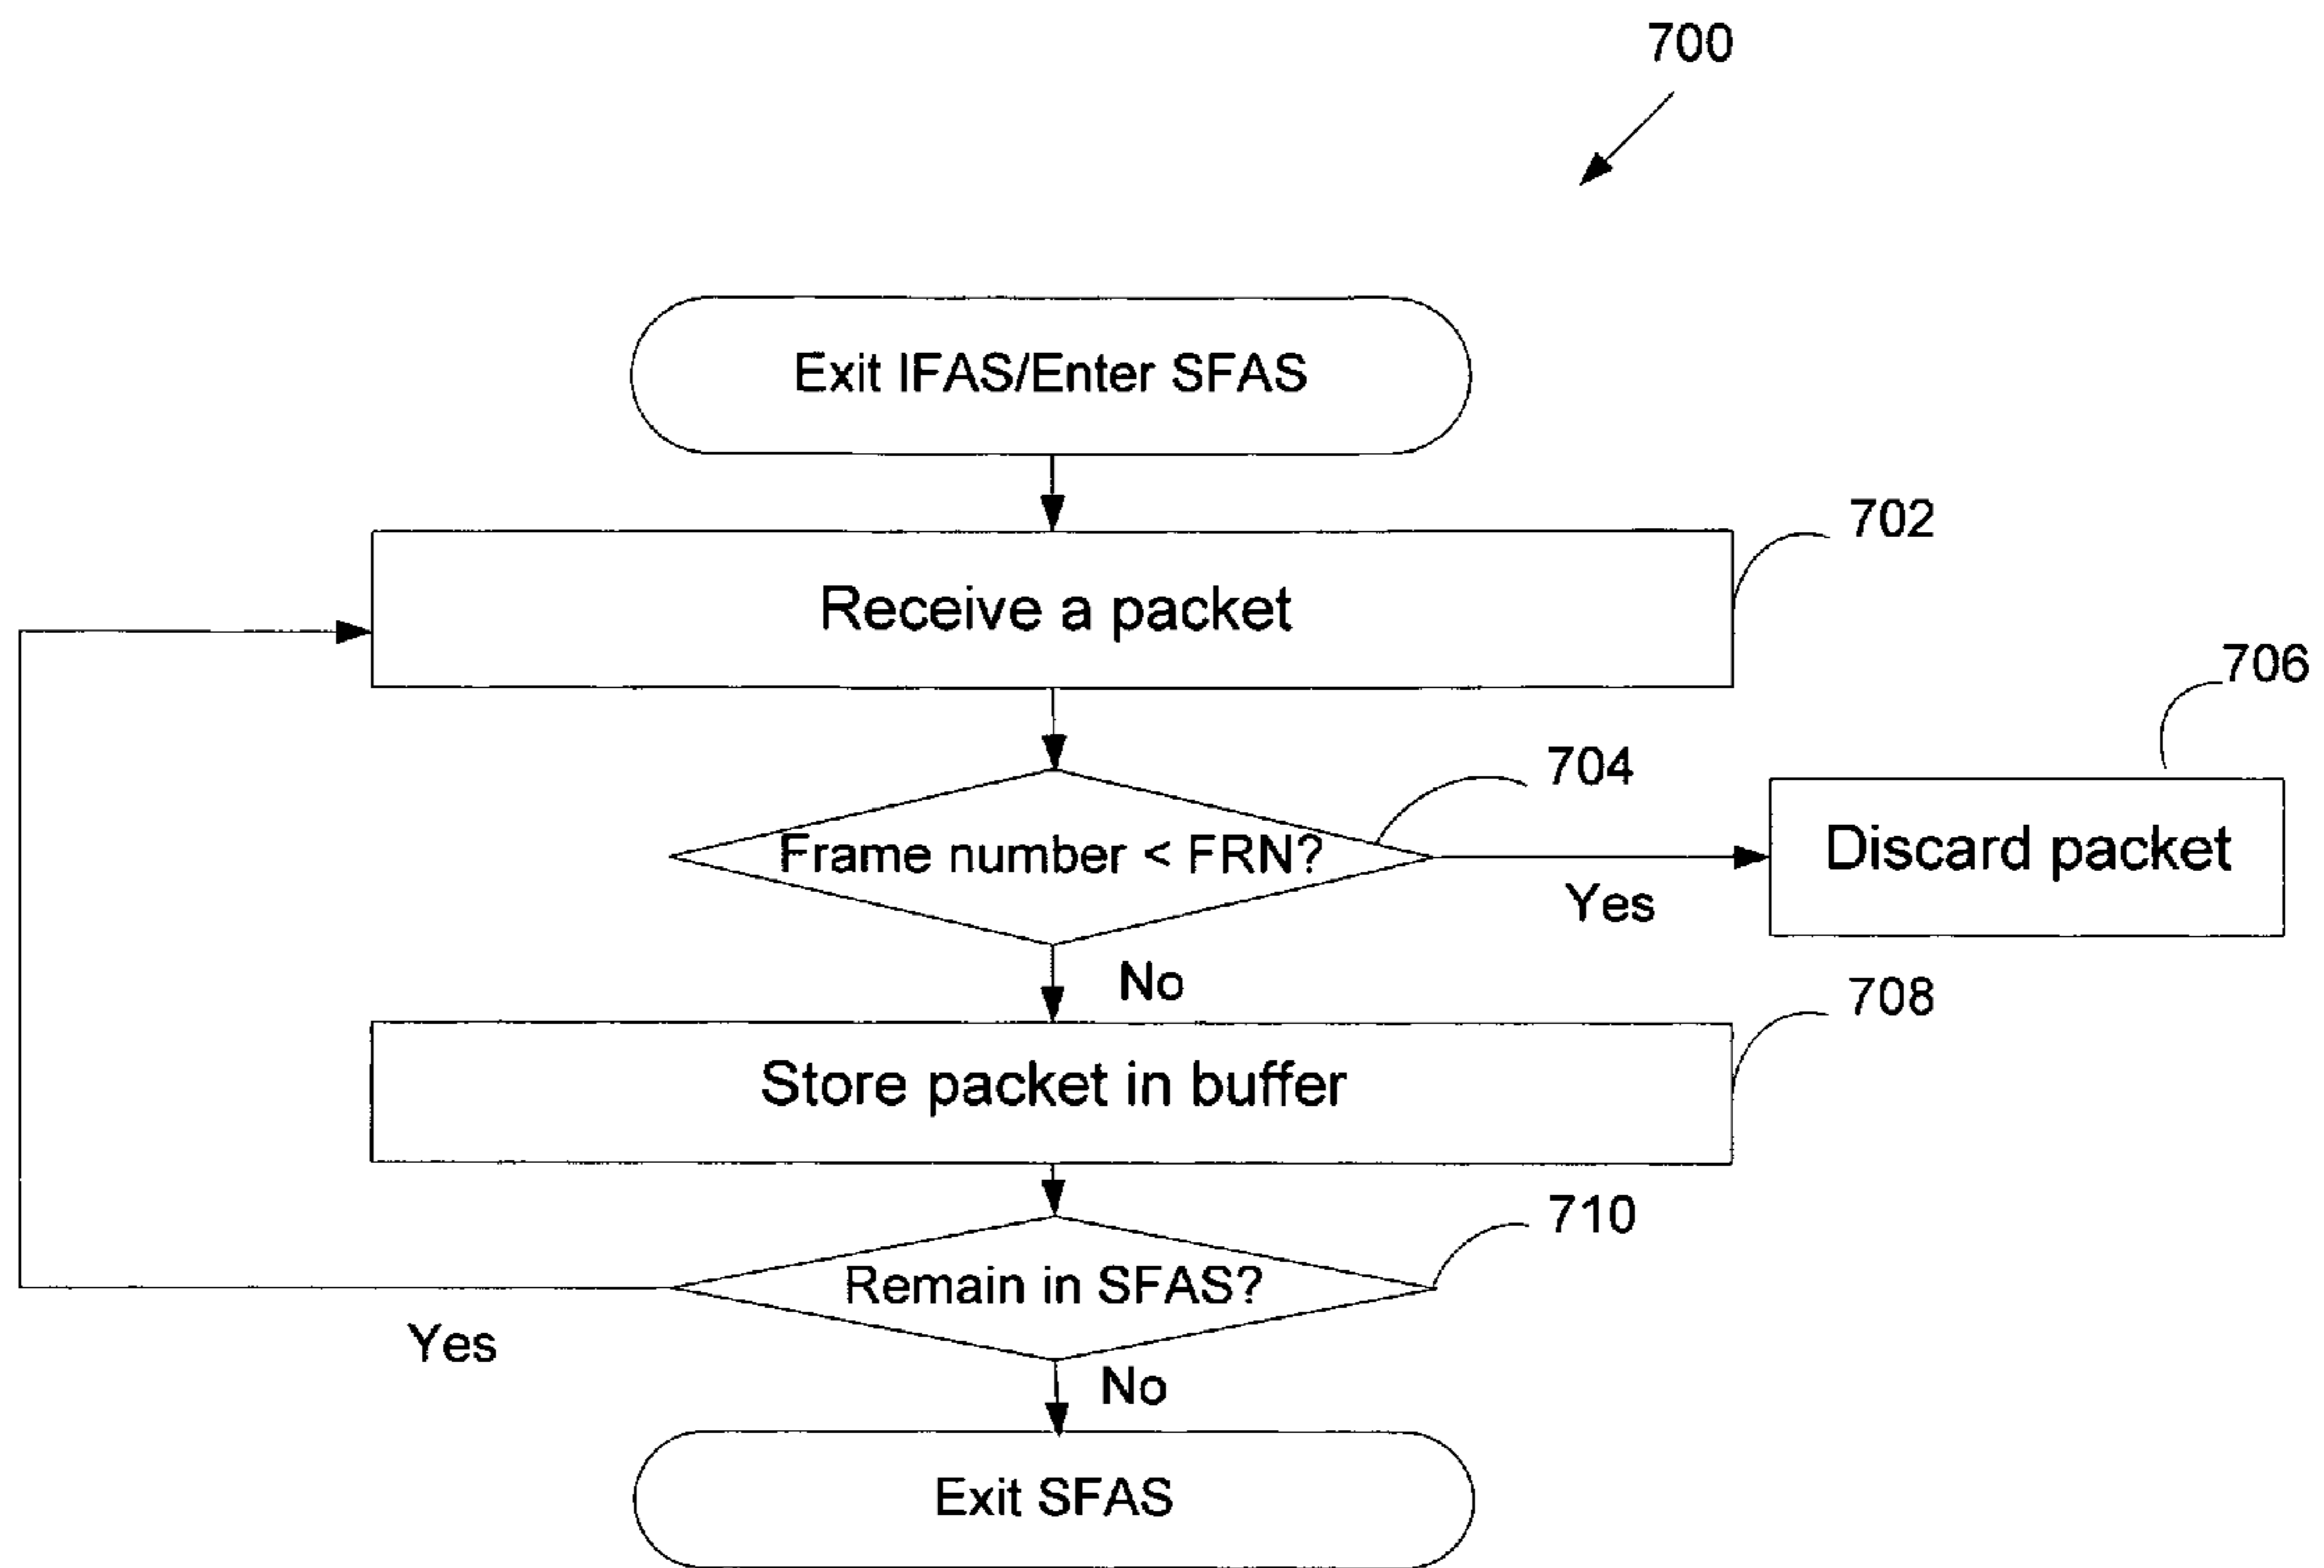 700
Exit IFAS/Enter SFAS
702
Receive a packet
706
704
Frame number < FRN?
Discard packet
Yes
No
708
Store packet in buffer
710
Remain in SFAS?
Yes
No
Exit SFAS